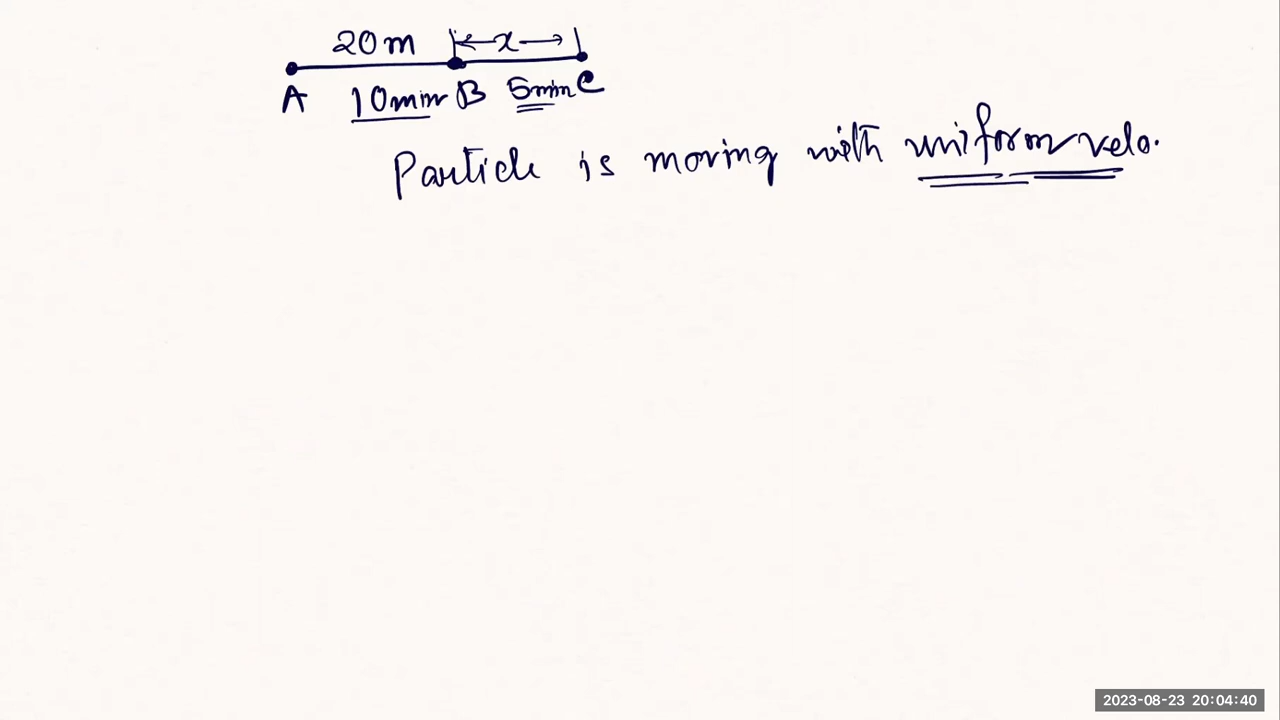 20m x
A 10min B 5min C
Particle is moving with uniform velo.
2023-08-23 20:04:40